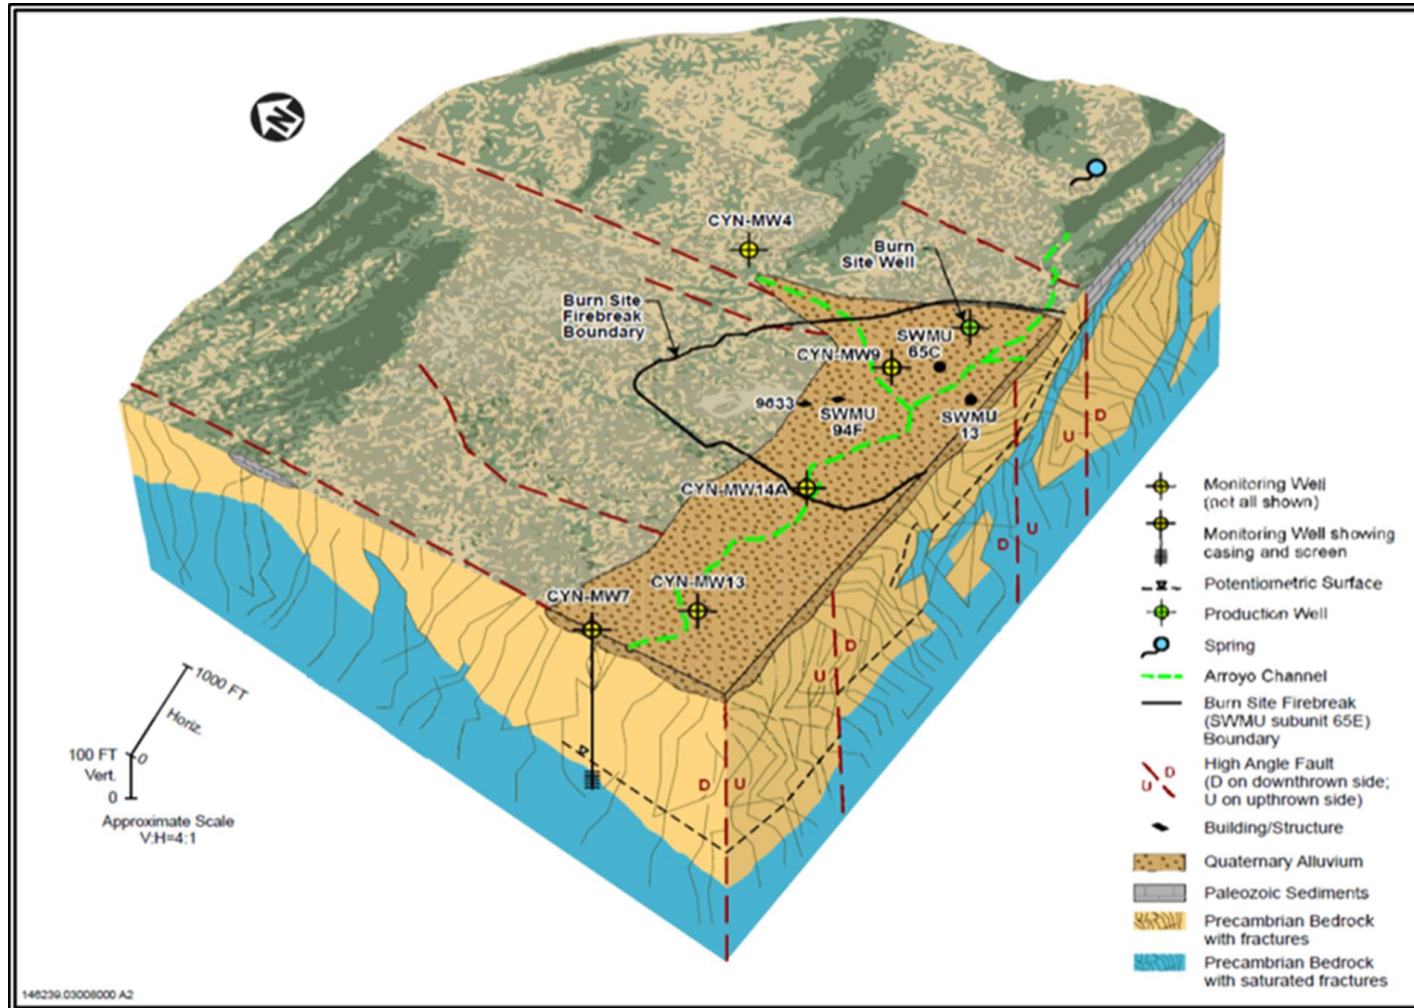 N
CYN-MW4
Burn
Site Well
Burn Site
Firebreak
Boundary
SWMU
65C
CYN-MW9
9833
SWMU
94F
SWMU
13
D
U
CYN-MW14A
D
U
CYN-MW13
CYN-MW7
D
U
D
U
1000 FT
Horiz.
0
100 FT
Vert.
0
Approximate Scale
V:H=4:1
Monitoring Well
(not all shown)
Monitoring Well showing
casing and screen
Potentiometric Surface
Production Well
Spring
Arroyo Channel
Burn Site Firebreak
(SWMU subunit 65E)
Boundary
D
U
High Angle Fault
(D on downthrown side;
U on upthrown side)
Building/Structure
Quaternary Alluvium
Paleozoic Sediments
Precambrian Bedrock
with fractures
Precambrian Bedrock
with saturated fractures
146239.03008000 A2